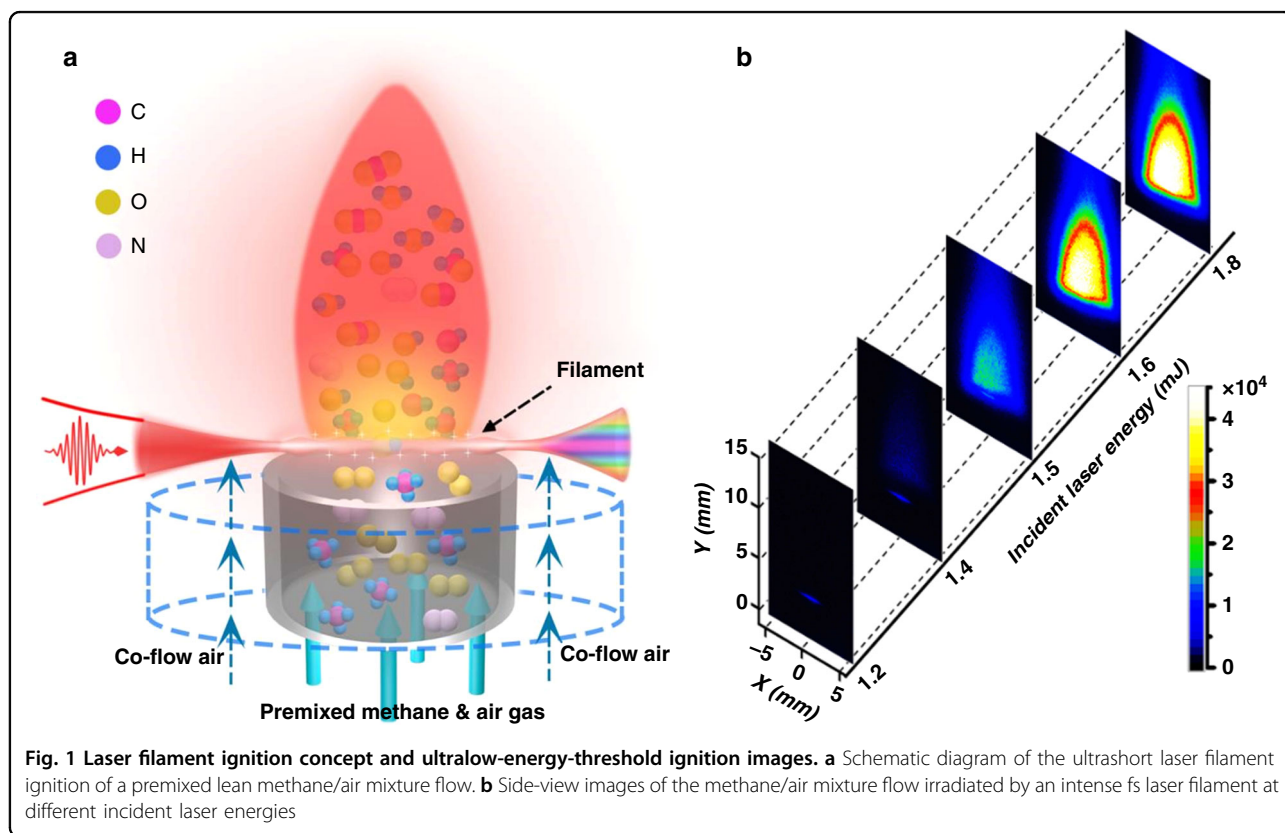 a
C
H
O
N
Filament
Co-flow air
Co-flow air
Premixed methane & air gas
b
15
10
5
0
Y (mm)
–5
0
5
X (mm)
1.2
1.4
1.5
1.6
1.8
Incident laser energy (mJ)
×10⁴
4
3
2
1
0
Fig. 1 Laser filament ignition concept and ultralow-energy-threshold ignition images. a Schematic diagram of the ultrashort laser filament
ignition of a premixed lean methane/air mixture flow. b Side-view images of the methane/air mixture flow irradiated by an intense fs laser filament at
different incident laser energies